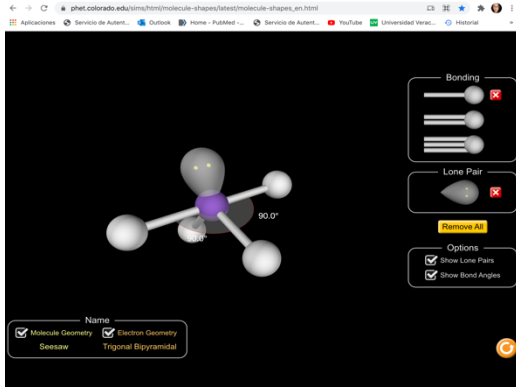 phet.colorado.edu/sims/html/molecule-shapes/latest/molecule-shapes_en.html
Aplicaciones Servicio de Autent... Outlook Home - PubMed -... Servicio de Autent... YouTube Universidad Verac... Historial »
Bonding
Lone Pair
90.0°
90.0°
Remove All
Options
Show Lone Pairs
Show Bond Angles
Name
Molecule Geometry Electron Geometry
Seesaw Trigonal Bipyramidal